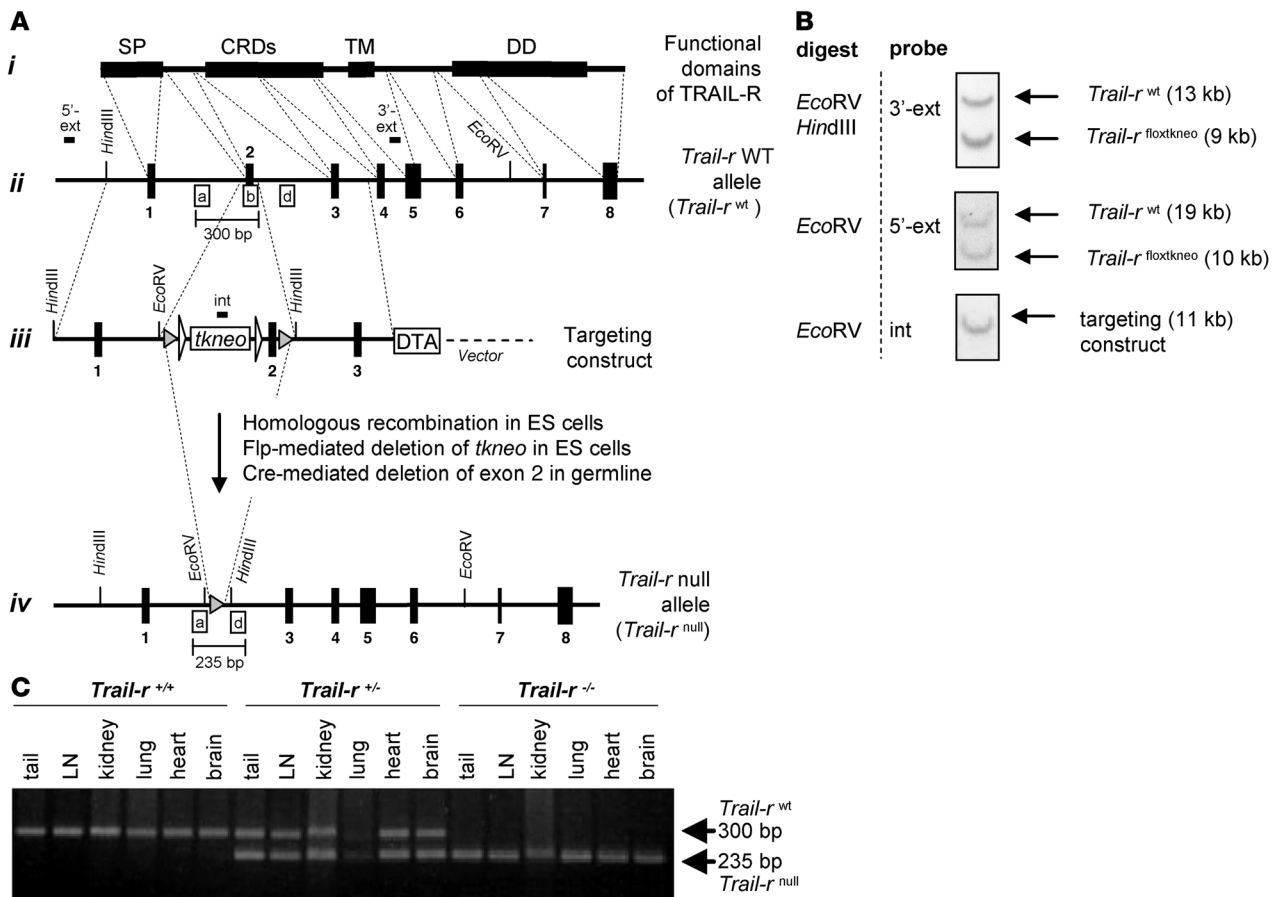 A
SP CRDs TM DD
i
Functional
domains
of TRAIL-R
5'-
ext
HindIII
3'-
ext
EcoRV
2
ii
Trail-r WT
allele
(Trail-r wt )
a b d
1 3 4 5 6 7 8
300 bp
HindIII
EcoRV
int
HindIII
iii
tkneo
DTA
Vector
Targeting
construct
1 2 3
Homologous recombination in ES cells
Flp-mediated deletion of tkneo in ES cells
Cre-mediated deletion of exon 2 in germline
HindIII
EcoRV
HindIII
EcoRV
iv
Trail-r null
allele
(Trail-r null)
a d
1 3 4 5 6 7 8
235 bp
B
digest probe
EcoRV
HindIII
3'-ext
Trail-r wt (13 kb)
Trail-r floxtkneo (9 kb)
EcoRV 5'-ext
Trail-r wt (19 kb)
Trail-r floxtkneo (10 kb)
EcoRV int
targeting (11 kb)
construct
C
Trail-r +/+ Trail-r +/- Trail-r -/-
tail LN kidney lung heart brain tail LN kidney lung heart brain tail LN kidney lung heart brain
Trail-r wt
300 bp
235 bp
Trail-r null